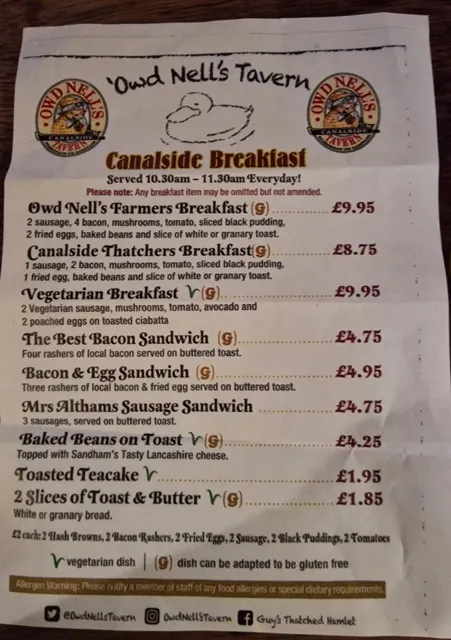 'Owd Nell's Tavern
OWD NELL'S
CANALSIDE
TAVERN
OWD NELL'S
CANALSIDE
TAVERN
Canalside Breakfast
Served 10.30am - 11.30am Everyday!
Please note: Any breakfast item may be omitted but not amended.
Owd Nell's Farmers Breakfast (g) £9.95
2 sausage, 4 bacon, mushrooms, tomato, sliced black pudding,
2 fried eggs, baked beans and slice of white or granary toast.
Canalside Thatchers Breakfast (g) £8.75
1 sausage, 2 bacon, mushrooms, tomato, sliced black pudding,
1 fried egg, baked beans and slice of white or granary toast.
Vegetarian Breakfast V (g) £9.95
2 Vegetarian sausage, mushrooms, tomato, avocado and
2 poached eggs on toasted ciabatta
The Best Bacon Sandwich (g) £4.75
Four rashers of local bacon served on buttered toast.
Bacon & Egg Sandwich (g) £4.95
Three rashers of local bacon & fried egg served on buttered toast.
Mrs Althams Sausage Sandwich £4.75
3 sausages, served on buttered toast.
Baked Beans on Toast V (g) £4.25
Topped with Sandham's Tasty Lancashire cheese.
Toasted Teacake V £1.95
2 Slices of Toast & Butter V (g) £1.85
White or granary bread.
£2 each: 2 Hash Browns, 2 Bacon Rashers, 2 Fried Eggs, 2 Sausage, 2 Black Puddings, 2 Tomatoes
V vegetarian dish | (g) dish can be adapted to be gluten free
Allergen Warning: Please notify a member of staff of any food allergies or special dietary requirements.
@OwdNellsTavern OwdNell'sTavern Guy's Thatched Hamlet